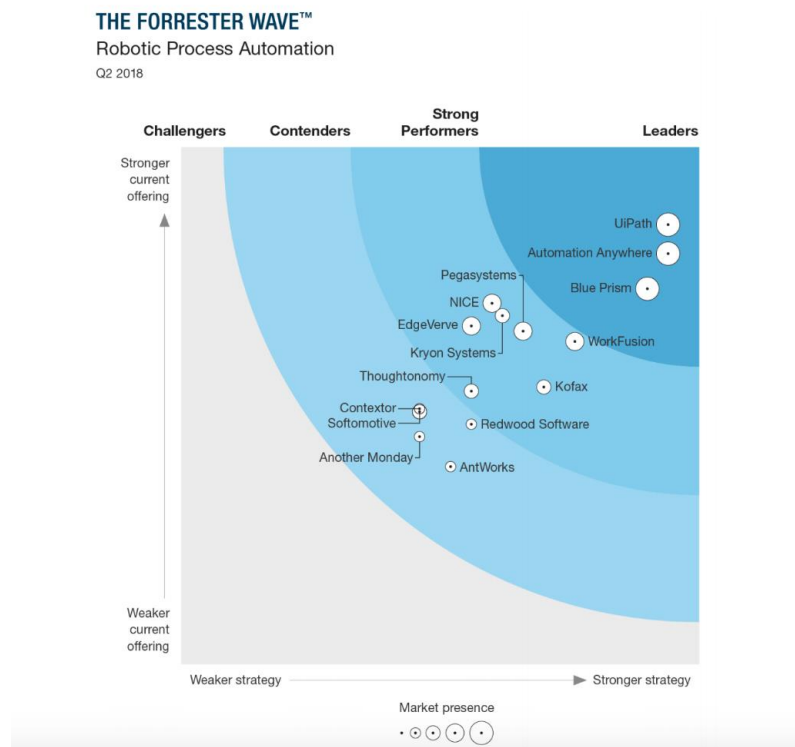 THE FORRESTER WAVE™
Robotic Process Automation
Q2 2018
Challengers
Contenders
Strong
Performers
Leaders
Stronger
current
offering
UiPath
Automation Anywhere
Pegasystems
Blue Prism
NICE
EdgeVerve
WorkFusion
Kryon Systems
Thoughtonomy
Kofax
Contextor
Softomotive
Redwood Software
Another Monday
AntWorks
Weaker
current
offering
Weaker strategy
Stronger strategy
Market presence